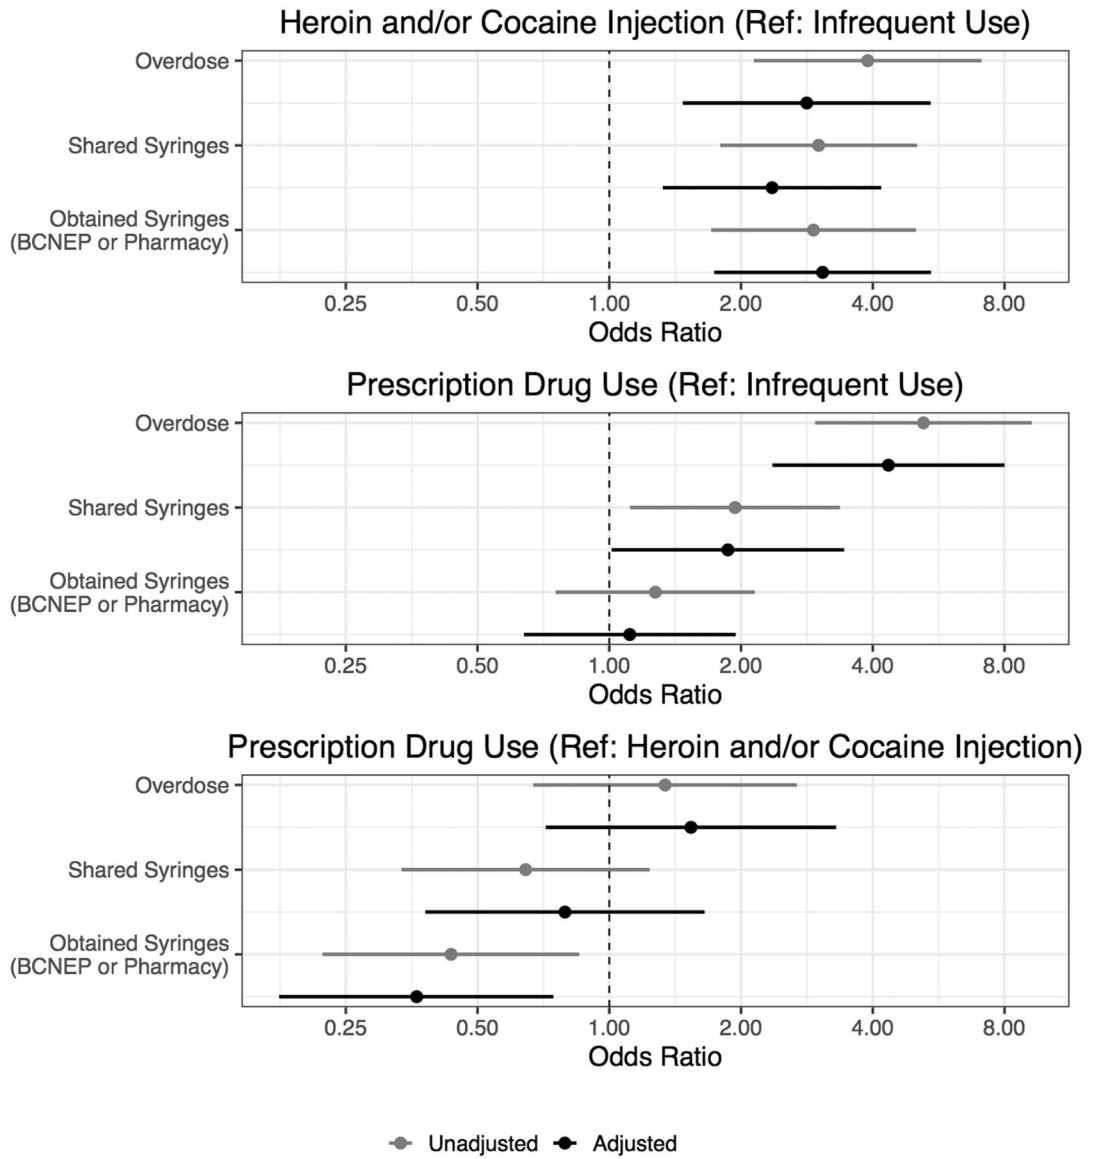 Heroin and/or Cocaine Injection (Ref: Infrequent Use)
Overdose
Shared Syringes
Obtained Syringes
(BCNEP or Pharmacy)
0.25 0.50 1.00 2.00 4.00 8.00
Odds Ratio
Prescription Drug Use (Ref: Infrequent Use)
Overdose
Shared Syringes
Obtained Syringes
(BCNEP or Pharmacy)
0.25 0.50 1.00 2.00 4.00 8.00
Odds Ratio
Prescription Drug Use (Ref: Heroin and/or Cocaine Injection)
Overdose
Shared Syringes
Obtained Syringes
(BCNEP or Pharmacy)
0.25 0.50 1.00 2.00 4.00 8.00
Odds Ratio
Unadjusted Adjusted